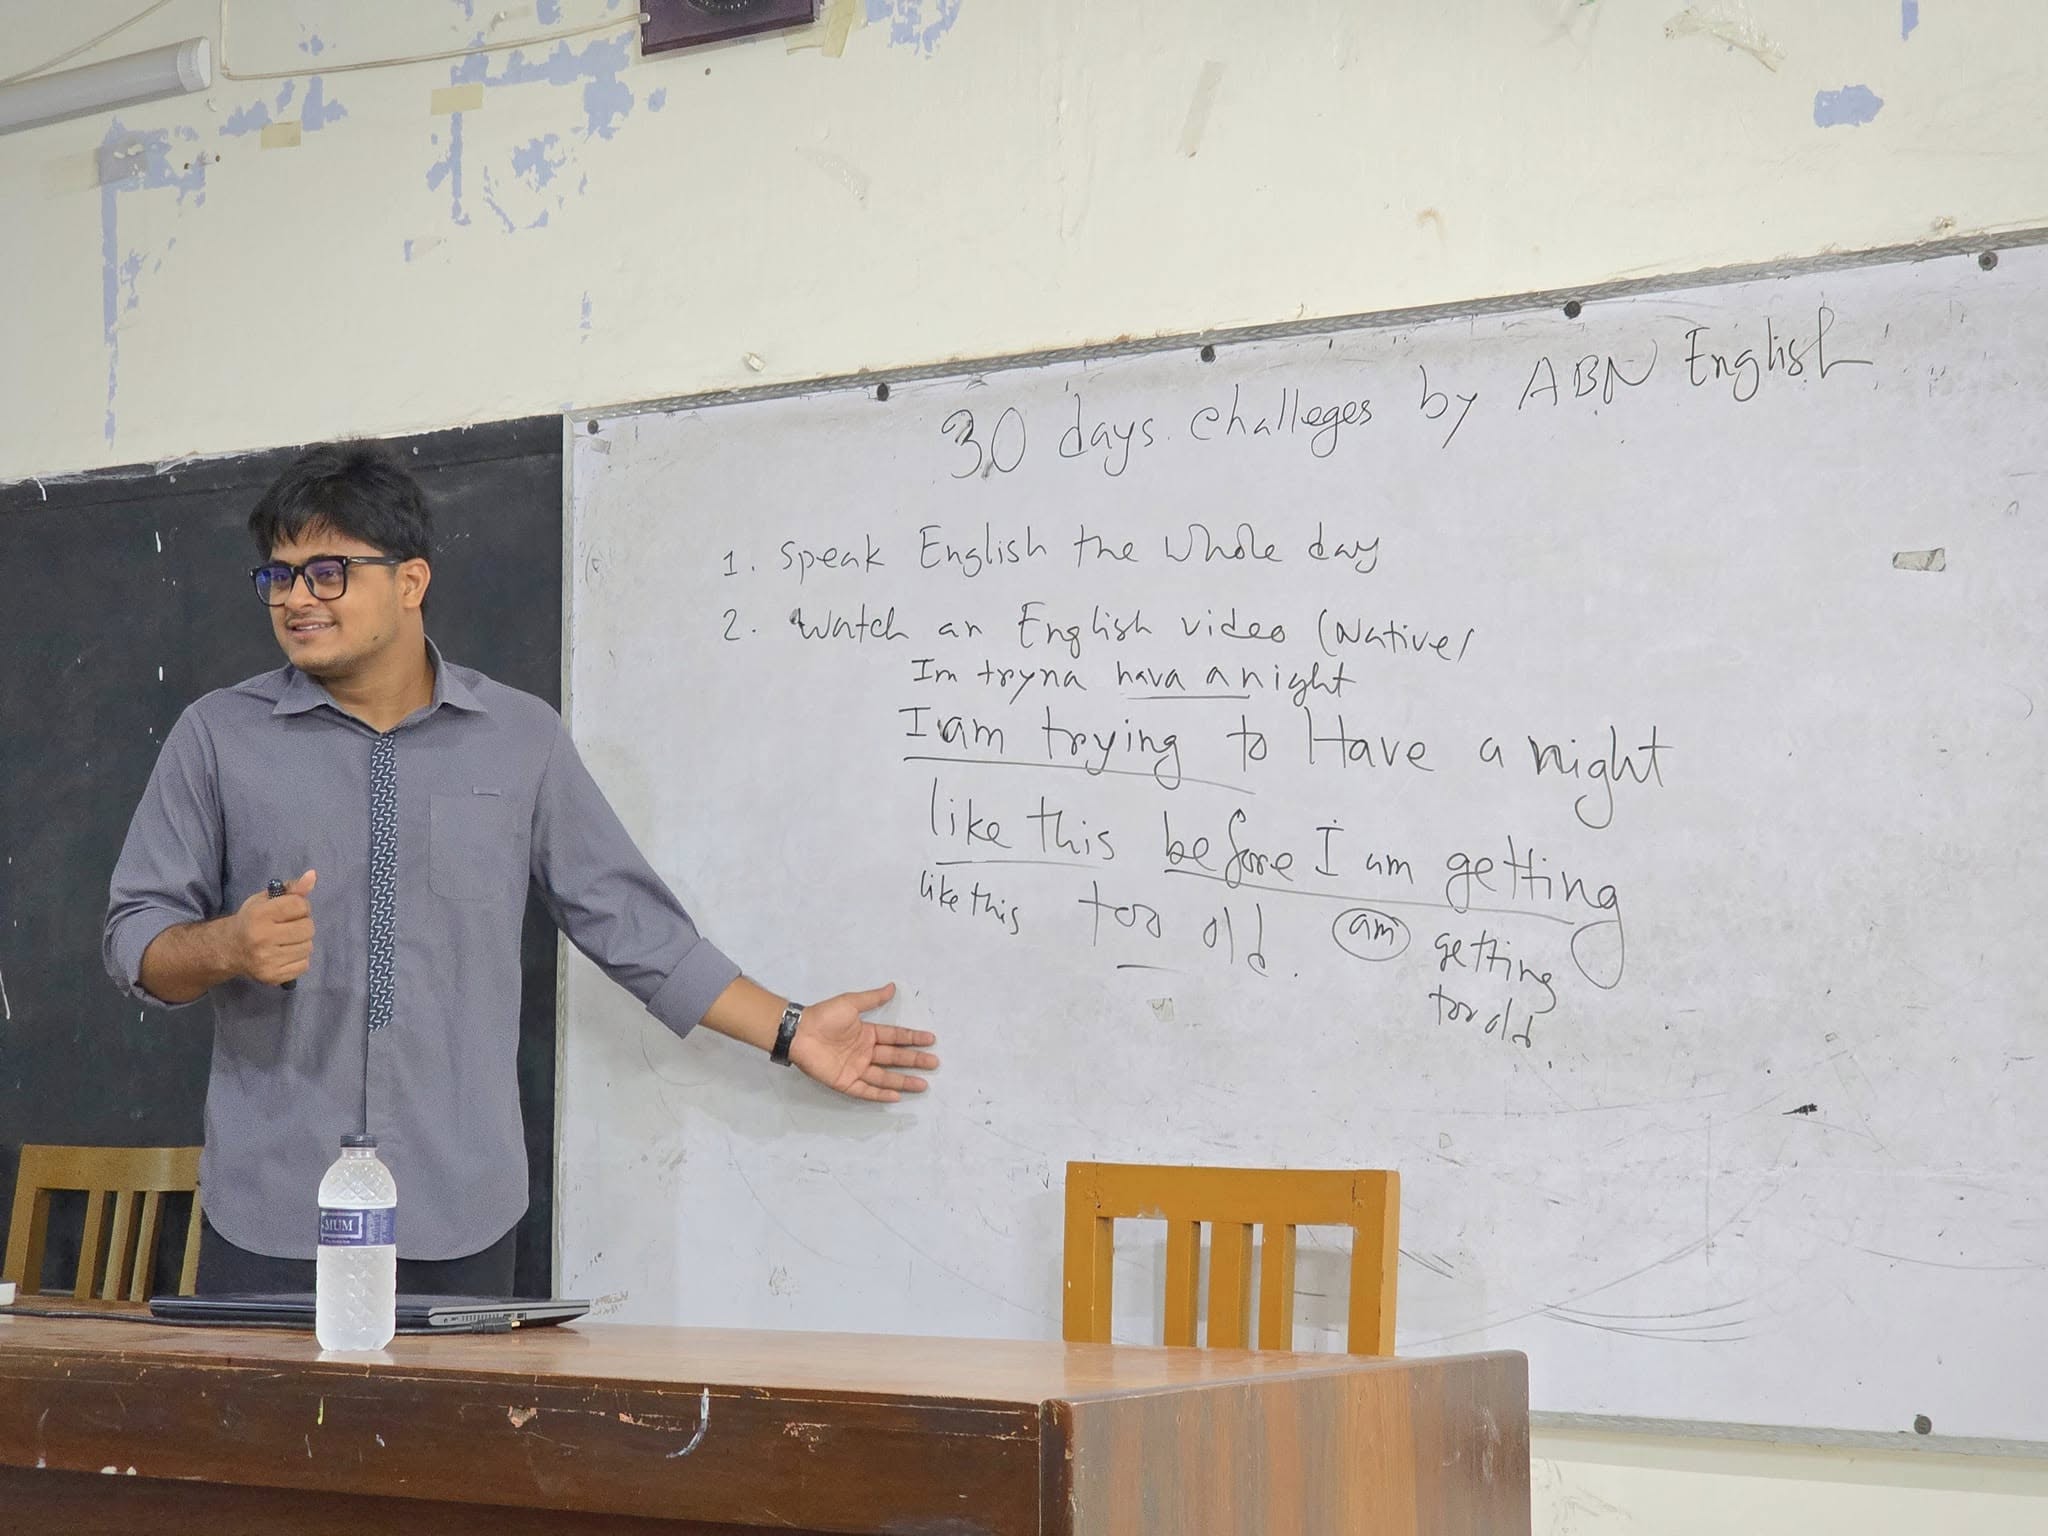 30 days challeges by ABN English
1. Speak English the whole day
2. Watch an English video (Native/
Im tryna hava a night
I am trying to Have a night
like this before I am getting
like this too old. am getting
too old.
MUM